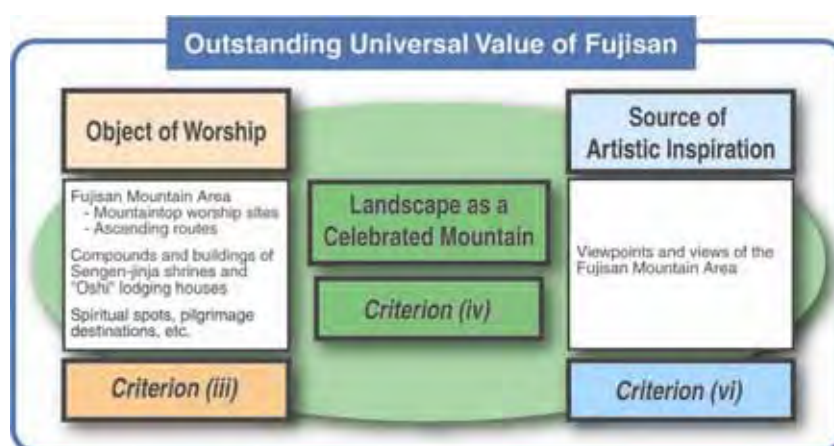 Outstanding Universal Value of Fujisan
Object of Worship
Fujisan Mountain Area
- Mountaintop worship sites
- Ascending routes
Compounds and buildings of
Sengen-jinja shrines and
"Oshi" lodging houses
Spiritual spots, pilgrimage
destinations, etc.
Criterion (iii)
Landscape as a
Celebrated Mountain
Criterion (iv)
Source of
Artistic Inspiration
Viewpoints and views of the
Fujisan Mountain Area
Criterion (vi)